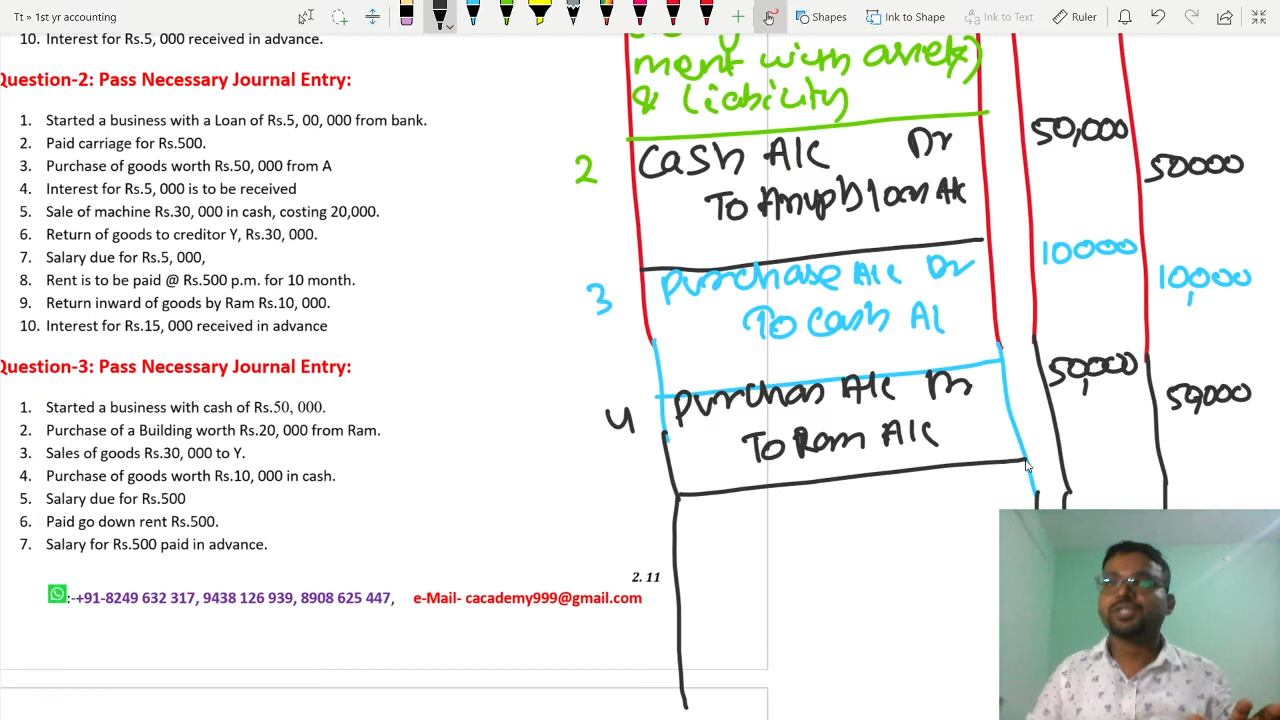 Tt » 1st yr accounting
Shapes
Ink to Shape
Ink to Text
Ruler
10. Interest for Rs.5, 000 received in advance.
Question-2: Pass Necessary Journal Entry:
1. Started a business with a Loan of Rs.5, 00, 000 from bank.
2. Paid carriage for Rs.500.
3. Purchase of goods worth Rs.50, 000 from A
4. Interest for Rs.5, 000 is to be received
5. Sale of machine Rs.30, 000 in cash, costing 20,000.
6. Return of goods to creditor Y, Rs.30, 000.
7. Salary due for Rs.5, 000,
8. Rent is to be paid @ Rs.500 p.m. for 10 month.
9. Return inward of goods by Ram Rs.10, 000.
10. Interest for Rs.15, 000 received in advance
Question-3: Pass Necessary Journal Entry:
1. Started a business with cash of Rs.50, 000.
2. Purchase of a Building worth Rs.20, 000 from Ram.
3. Sales of goods Rs.30, 000 to Y.
4. Purchase of goods worth Rs.10, 000 in cash.
5. Salary due for Rs.500
6. Paid go down rent Rs.500.
7. Salary for Rs.500 paid in advance.
2. 11
:-+91-8249 632 317, 9438 126 939, 8908 625 447, e-Mail- cacademy999@gmail.com
ment with asset)
& liability
2 Cash A/c Dr 50,000
To Anup's loan A/c 50000
3 Purchase A/c Dr 10000
To Cash A/ 10,000
4 Purchas A/c Dr 50,000
To Ram A/c 50,000